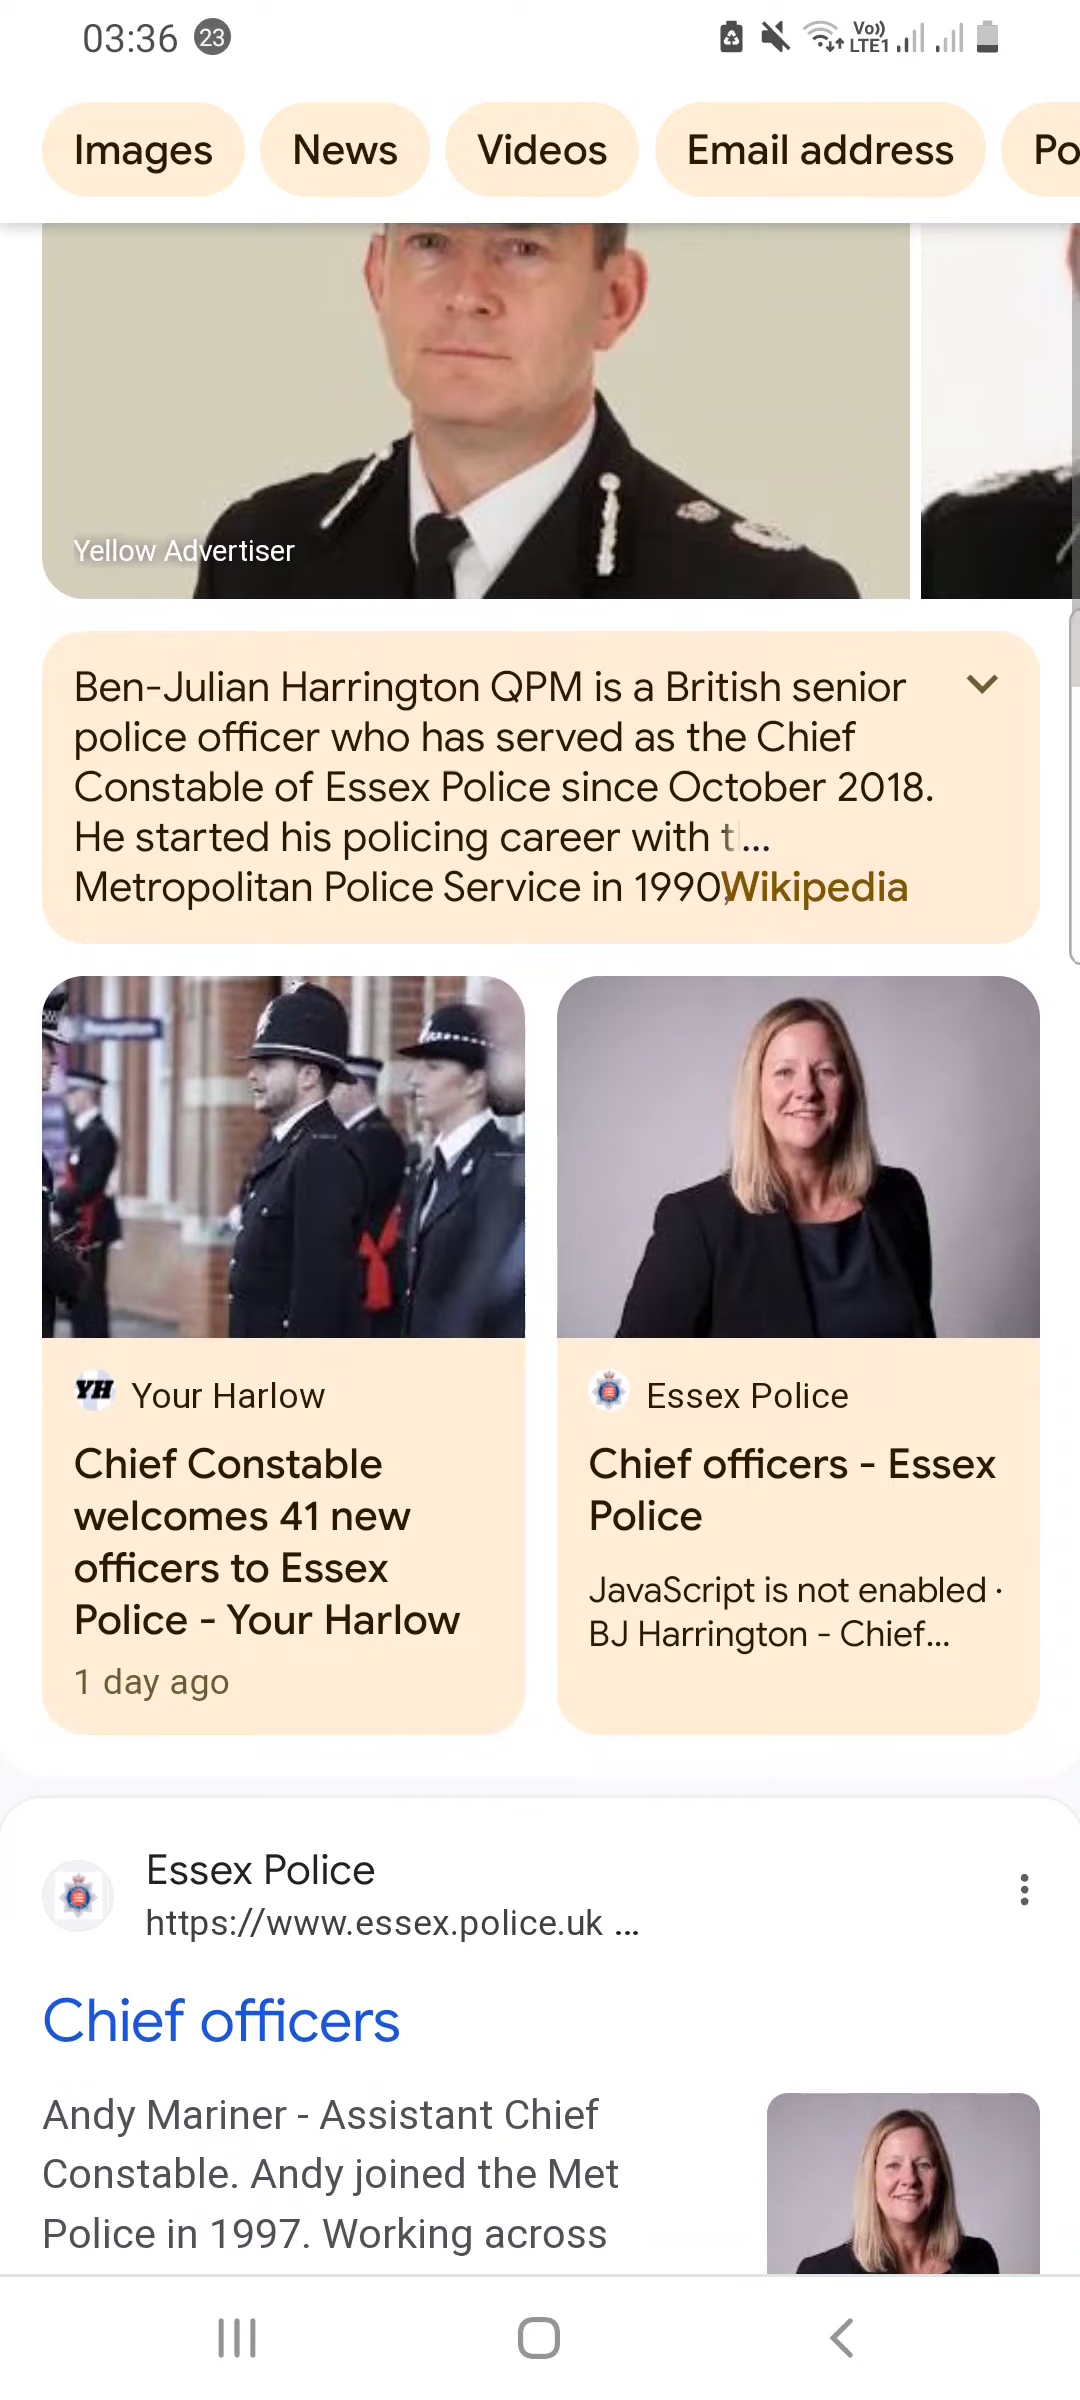 03:36 23 Vo)) LTE1
Images News Videos Email address Po
Yellow Advertiser
Ben-Julian Harrington QPM is a British senior
police officer who has served as the Chief
Constable of Essex Police since October 2018.
He started his policing career with t...
Metropolitan Police Service in 1990, Wikipedia
YH Your Harlow
Chief Constable
welcomes 41 new
officers to Essex
Police - Your Harlow
1 day ago
Essex Police
Chief officers - Essex
Police
JavaScript is not enabled ·
BJ Harrington - Chief...
Essex Police
https://www.essex.police.uk ...
Chief officers
Andy Mariner - Assistant Chief
Constable. Andy joined the Met
Police in 1997. Working across